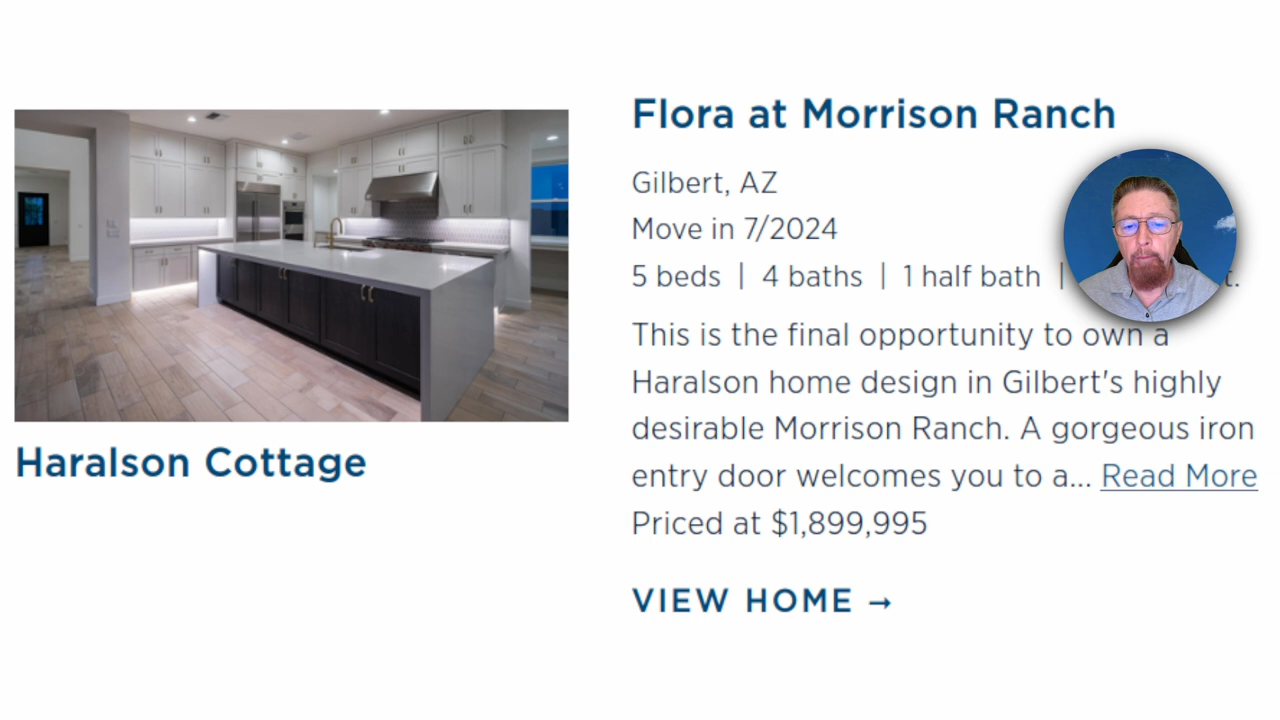 Flora at Morrison Ranch
Gilbert, AZ
Move in 7/2024
5 beds | 4 baths | 1 half bath |
This is the final opportunity to own a
Haralson home design in Gilbert's highly
desirable Morrison Ranch. A gorgeous iron
entry door welcomes you to a... Read More
Priced at $1,899,995
VIEW HOME →
Haralson Cottage